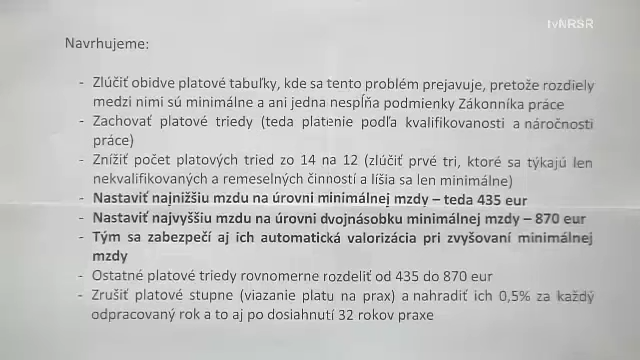 tvNRSR
Navrhujeme:
- Zlúčiť obidve platové tabuľky, kde sa tento problém prejavuje, pretože rozdiely
medzi nimi sú minimálne a ani jedna nespĺňa podmienky Zákonníka práce
- Zachovať platové triedy (teda platenie podľa kvalifikovanosti a náročnosti
práce)
- Znížiť počet platových tried zo 14 na 12 (zlúčiť prvé tri, ktoré sa týkajú len
nekvalifikovaných a remeselných činností a líšia sa len minimálne)
- Nastaviť najnižšiu mzdu na úrovni minimálnej mzdy – teda 435 eur
- Nastaviť najvyššiu mzdu na úrovni dvojnásobku minimálnej mzdy – 870 eur
- Tým sa zabezpečí aj ich automatická valorizácia pri zvyšovaní minimálnej
mzdy
- Ostatné platové triedy rovnomerne rozdeliť od 435 do 870 eur
- Zrušiť platové stupne (viazanie platu na prax) a nahradiť ich 0,5% za každý
odpracovaný rok a to aj po dosiahnutí 32 rokov praxe